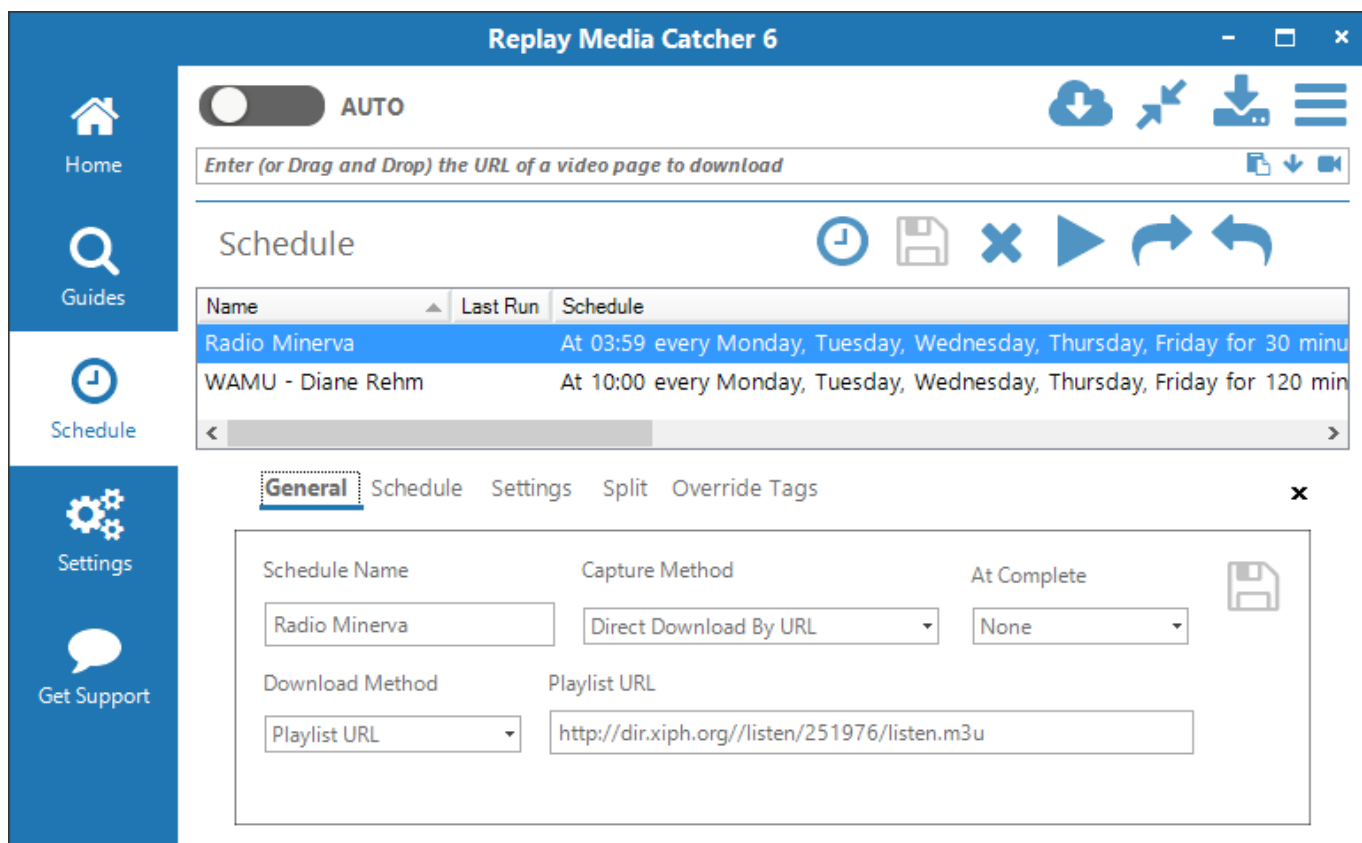 Replay Media Catcher 6
Home
Guides
Schedule
Settings
Get Support
AUTO
Enter (or Drag and Drop) the URL of a video page to download
Schedule
Name Last Run Schedule
Radio Minerva At 03:59 every Monday, Tuesday, Wednesday, Thursday, Friday for 30 minu
WAMU - Diane Rehm At 10:00 every Monday, Tuesday, Wednesday, Thursday, Friday for 120 min
General Schedule Settings Split Override Tags
Schedule Name Capture Method At Complete
Radio Minerva Direct Download By URL None
Download Method Playlist URL
Playlist URL http://dir.xiph.org//listen/251976/listen.m3u